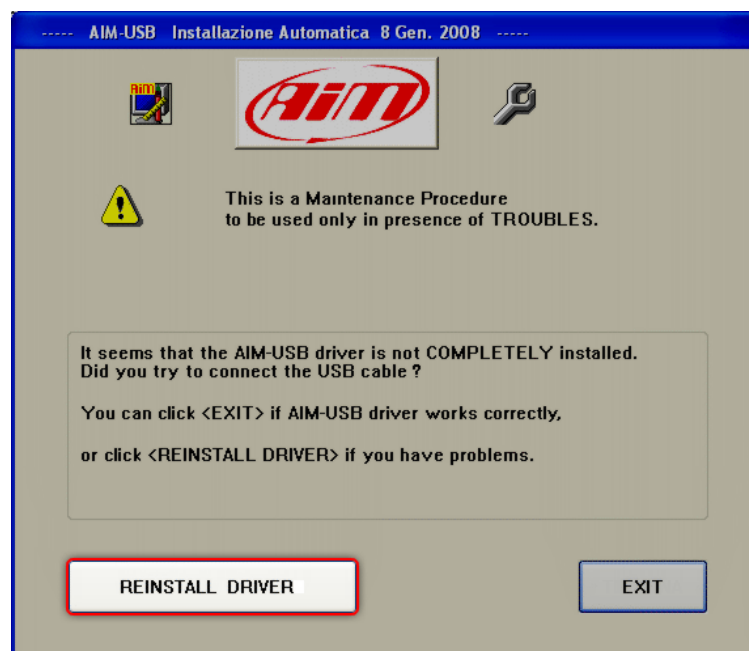 ----- AIM-USB Installazione Automatica 8 Gen. 2008 -----
AiM
AiM
This is a Maintenance Procedure
to be used only in presence of TROUBLES.
It seems that the AIM-USB driver is not COMPLETELY installed.
Did you try to connect the USB cable ?
You can click <EXIT> if AIM-USB driver works correctly,
or click <REINSTALL DRIVER> if you have problems.
REINSTALL DRIVER
EXIT